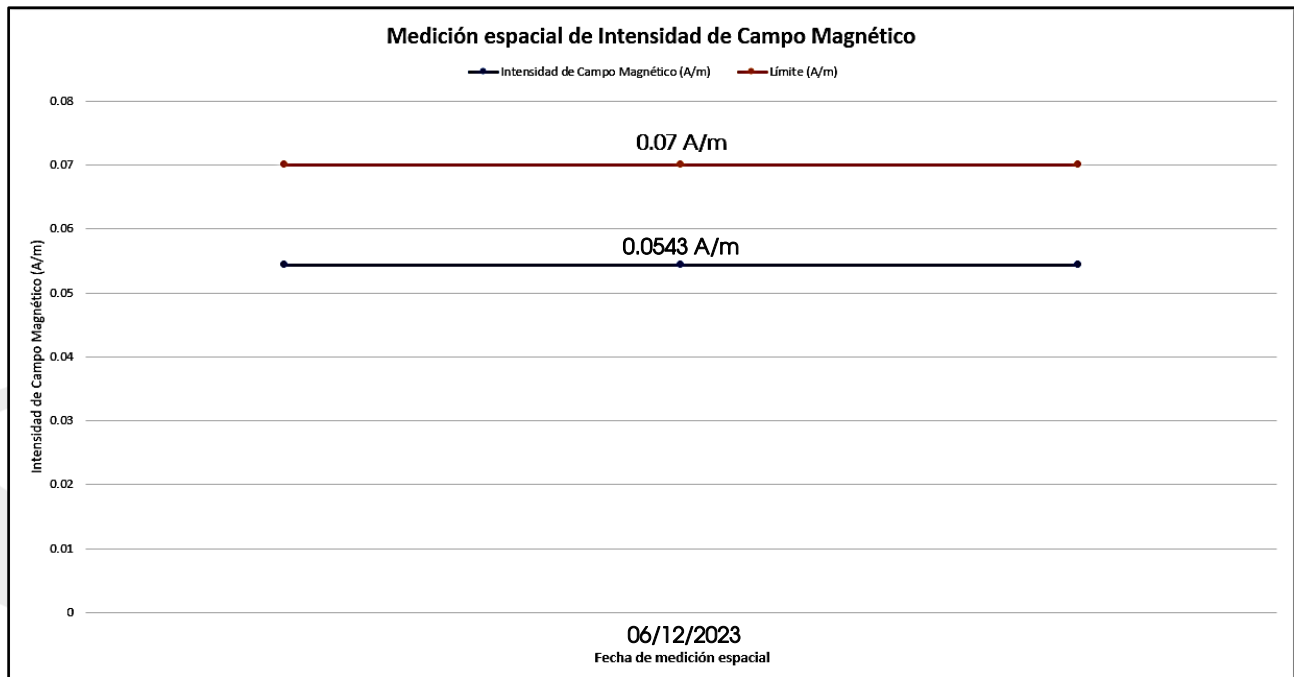 Medición espacial de Intensidad de Campo Magnético
Intensidad de Campo Magnético (A/m) Límite (A/m)
Intensidad de Campo Magnético (A/m)
0.08
0.07 A/m
0.07
0.06
0.0543 A/m
0.05
0.04
0.03
0.02
0.01
0
06/12/2023
Fecha de medición espacial